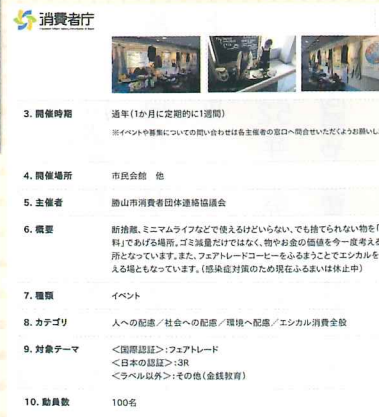 消費者庁
3. 開催時期
通年(1か月に定期的に1週間)
※イベントや募集についての問い合わせは各主催者の窓口へ問合せいただくようお願いし
4. 開催場所
市民会館 他
5. 主催者
勝山市消費者団体連絡協議会
6. 概要
断捨離、ミニマムライフなどで使えるけどいらない、でも捨てられない物を「
料」であげる場所。ゴミ減量だけではなく、物やお金の価値を今一度考える
所となっています。また、フェアトレードコーヒーをふるまうことでエシカルを
える場ともなっています。(感染症対策のため現在ふるまいは休止中)
7. 種類
イベント
8. カテゴリ
人への配慮/社会への配慮/環境へ配慮/エシカル消費全般
9. 対象テーマ
<国際認証>:フェアトレード
<日本の認証>:3R
<ラベル以外>:その他(金銭教育)
10. 動員数
100名